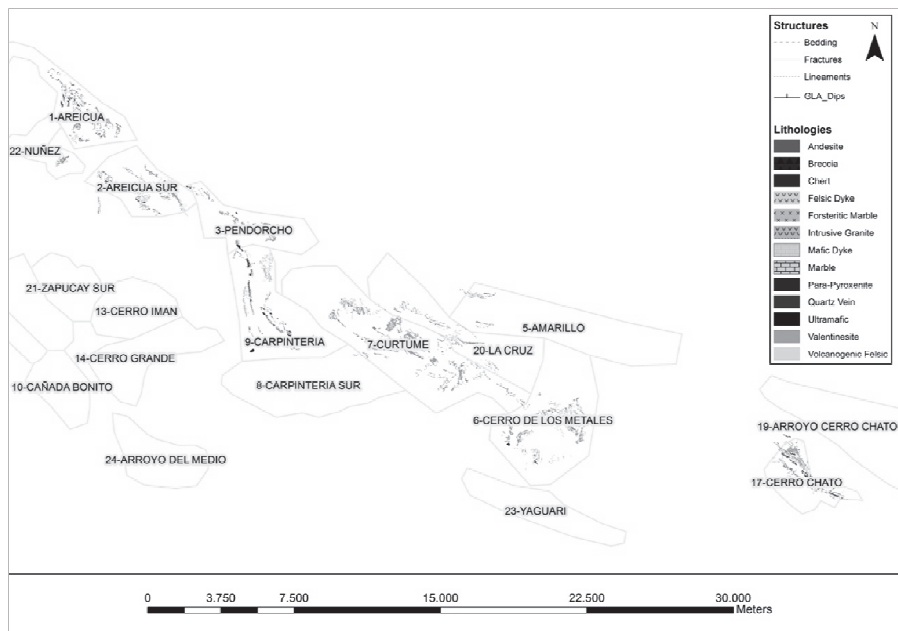 Structures
N
Bedding
Fractures
Lineaments
GLA_Dips
Lithologies
Andesite
Breccia
Chert
Felsic Dyke
Forsteritic Marble
Intrusive Granite
Mafic Dyke
Marble
Para-Pyroxenite
Quartz Vein
Ultramafic
Valentinesite
Volcanogenic Felsic
1-AREICUA
22-NUÑEZ
2-AREICUA SUR
3-PENDORCHO
21-ZAPUCAY SUR
13-CERRO IMAN
5-AMARILLO
9-CARPINTERIA
7-CURTUME
20-LA CRUZ
14-CERRO GRANDE
10-CAÑADA BONITO
8-CARPINTERIA SUR
6-CERRO DE LOS METALES
19-ARROYO CERRO CHATO
24-ARROYO DEL MEDIO
17-CERRO CHATO
23-YAGUARI
0 3.750 7.500 15.000 22.500 30.000
Meters